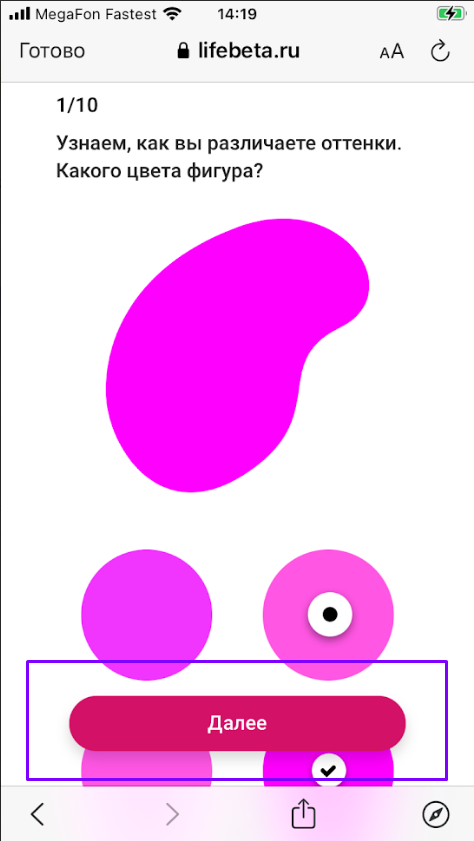 MegaFon Fastest 14:19
Готово lifebeta.ru AA
1/10
Узнаем, как вы различаете оттенки.
Какого цвета фигура?
Далее